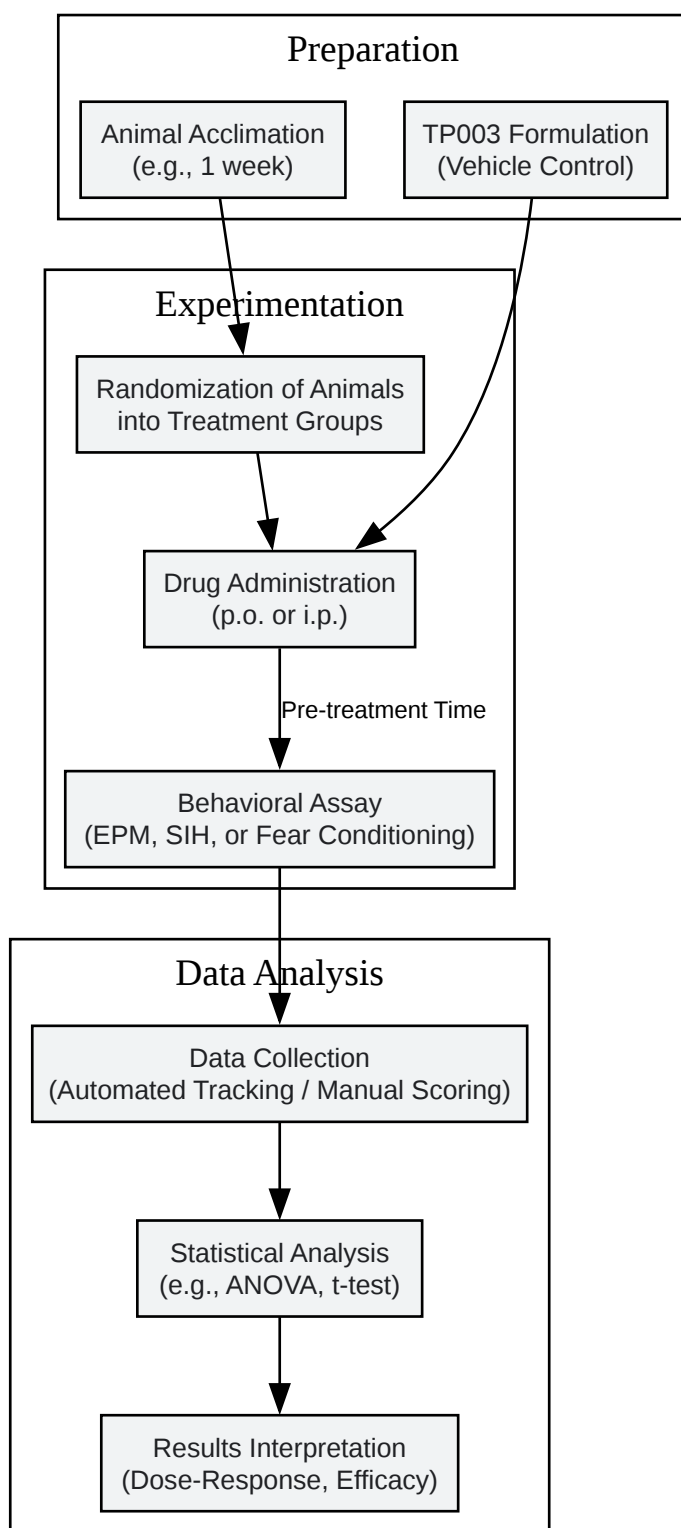 Preparation
Animal Acclimation
(e.g., 1 week)
TP003 Formulation
(Vehicle Control)
Experimentation
Randomization of Animals
into Treatment Groups
Drug Administration
(p.o. or i.p.)
Pre-treatment Time
Behavioral Assay
(EPM, SIH, or Fear Conditioning)
Data Analysis
Data Collection
(Automated Tracking / Manual Scoring)
Statistical Analysis
(e.g., ANOVA, t-test)
Results Interpretation
(Dose-Response, Efficacy)